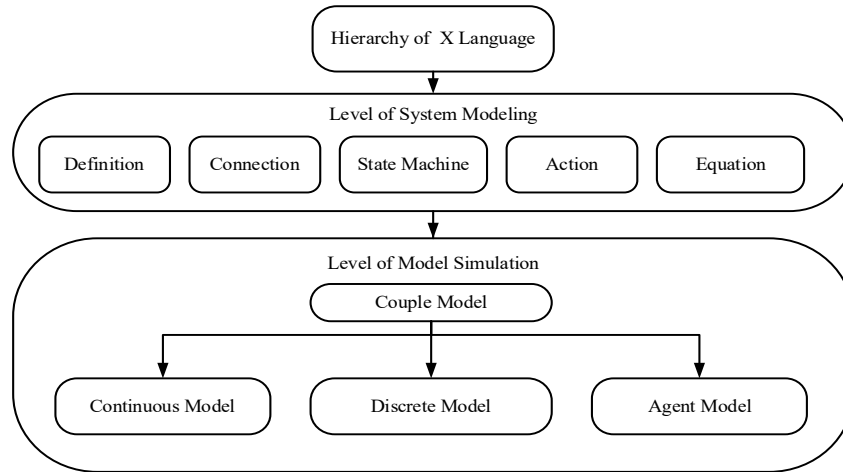 Hierarchy of X Language
Level of System Modeling
Definition
Connection
State Machine
Action
Equation
Level of Model Simulation
Couple Model
Continuous Model
Discrete Model
Agent Model